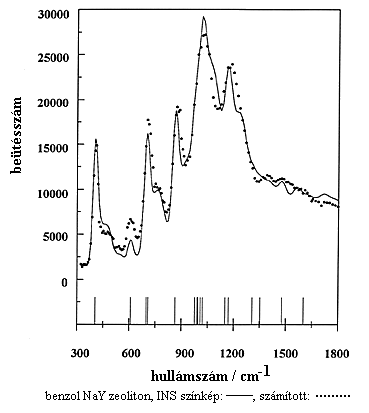 30000
25000
20000
15000
10000
5000
0
beütésszám
300 600 900 1200 1500 1800
hullámszám / cm-1
benzol NaY zeoliton, INS színkép: ——, számított: ········